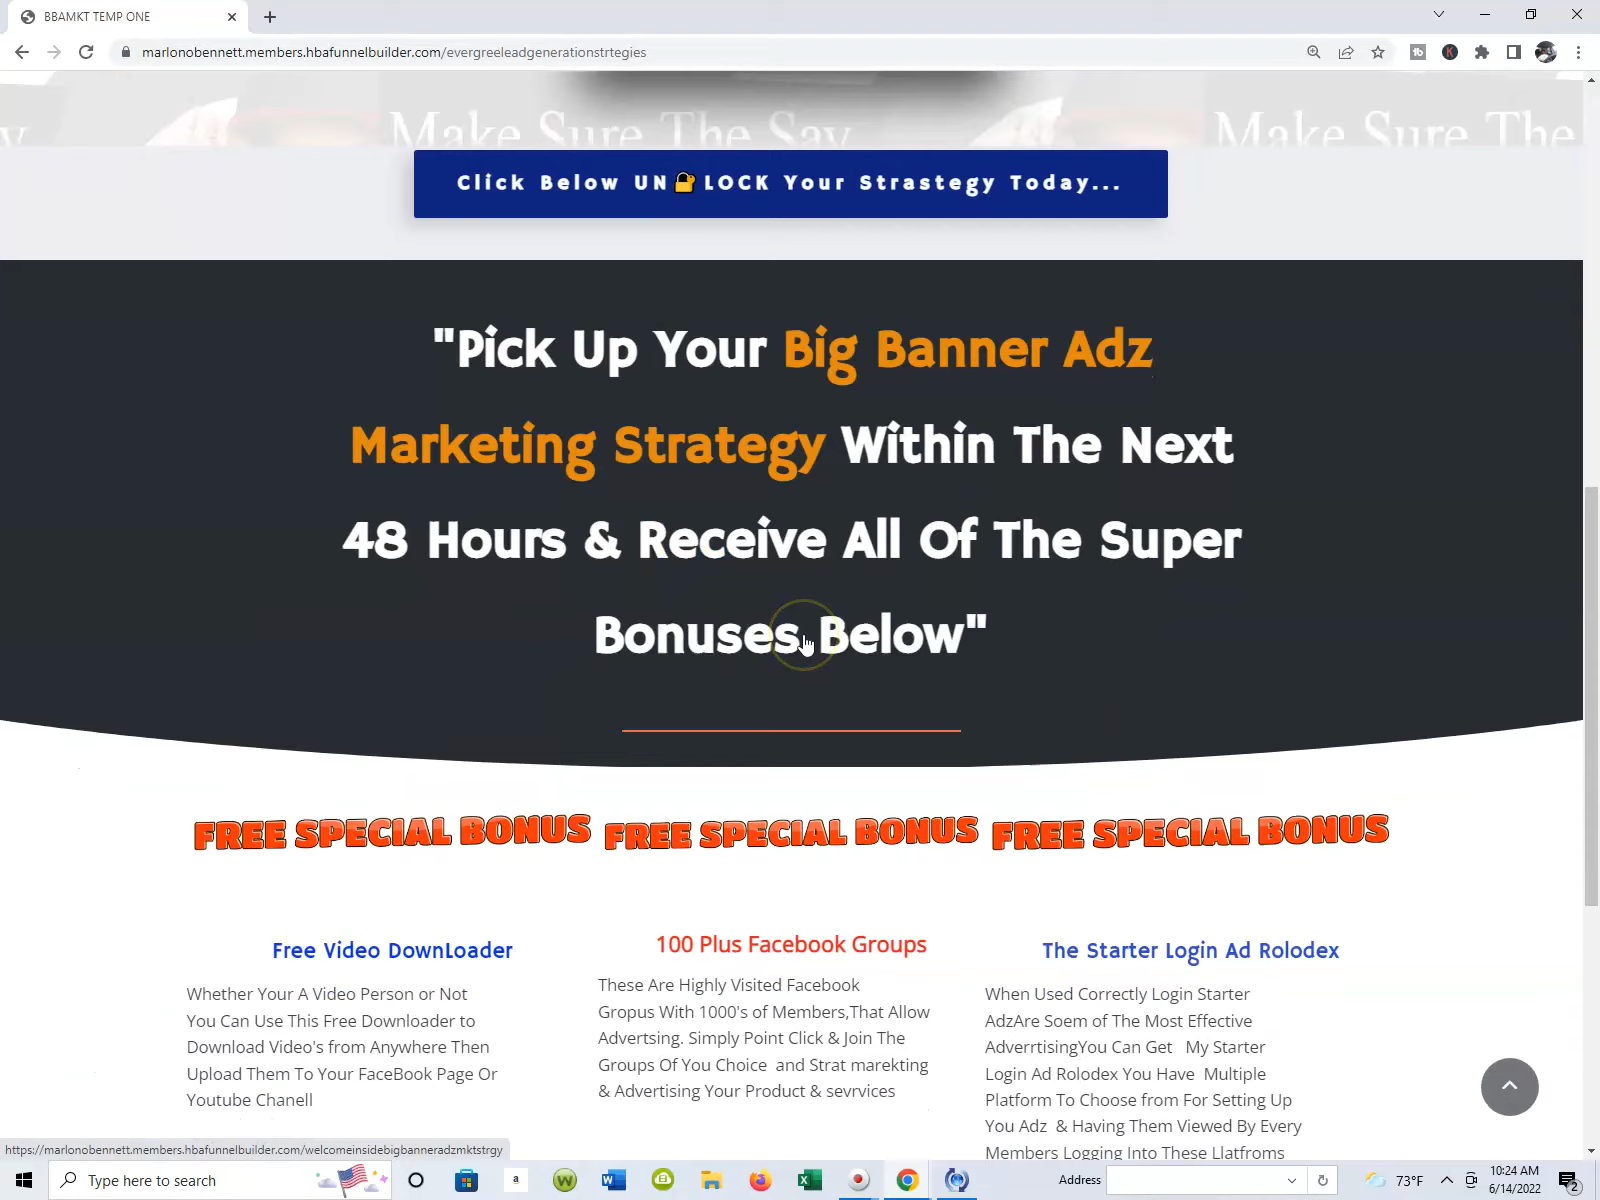 BBAMKT TEMP ONE
marlonobennett.members.hbafunnelbuilder.com/evergreeleadgenerationstrtegies
Make Sure The Say
Make Sure The
Click Below UN🔐LOCK Your Strastegy Today...
"Pick Up Your Big Banner Adz
Marketing Strategy Within The Next
48 Hours & Receive All Of The Super
Bonuses Below"
FREE SPECIAL BONUS FREE SPECIAL BONUS FREE SPECIAL BONUS
Free Video DownLoader
Whether Your A Video Person or Not
You Can Use This Free Downloader to
Download Video's from Anywhere Then
Upload Them To Your FaceBook Page Or
Youtube Chanell
100 Plus Facebook Groups
These Are Highly Visited Facebook
Gropus With 1000's of Members,That Allow
Advertsing. Simply Point Click & Join The
Groups Of You Choice and Strat marekting
& Advertising Your Product & sevrvices
The Starter Login Ad Rolodex
When Used Correctly Login Starter
AdzAre Soem of The Most Effective
AdverrtisingYou Can Get My Starter
Login Ad Rolodex You Have Multiple
Platform To Choose from For Setting Up
You Adz & Having Them Viewed By Every
Members Logging Into These Llatfroms
https://marlonobennett.members.hbafunnelbuilder.com/welcomeinsidebigbanneradzmktstrgy
Type here to search
Address
73°F
10:24 AM
6/14/2022
2